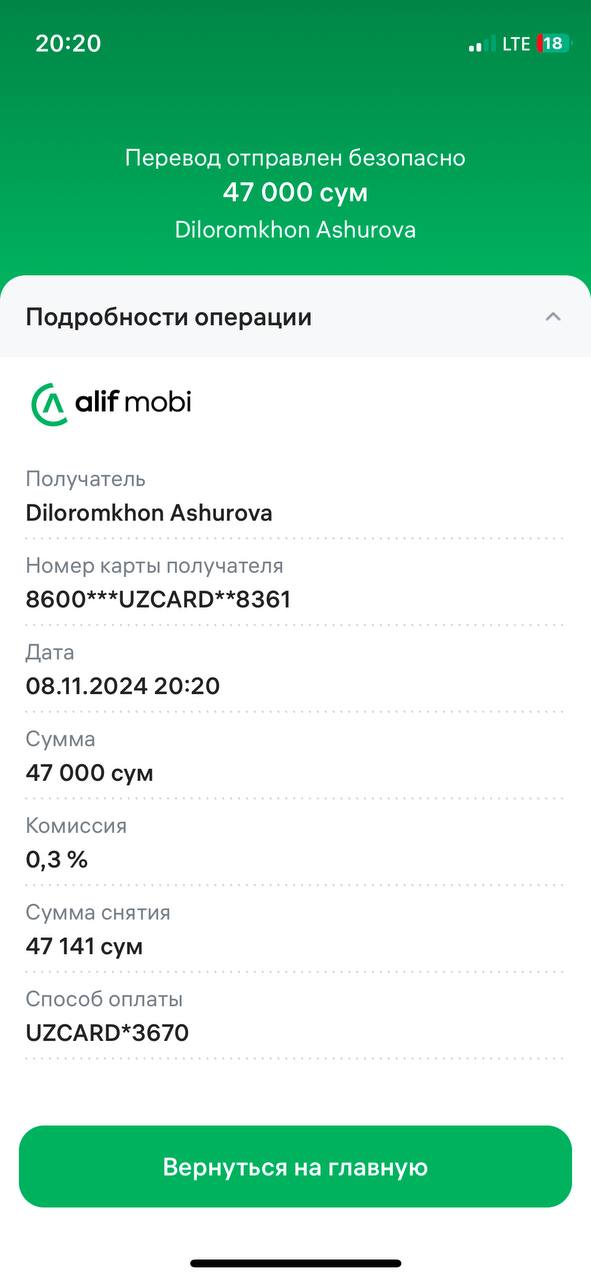 20:20
LTE 18
Перевод отправлен безопасно
47 000 сум
Diloromkhon Ashurova
Подробности операции
alif mobi
Получатель
Diloromkhon Ashurova
Номер карты получателя
8600***UZCARD**8361
Дата
08.11.2024 20:20
Сумма
47 000 сум
Комиссия
0,3 %
Сумма снятия
47 141 сум
Способ оплаты
UZCARD*3670
Вернуться на главную